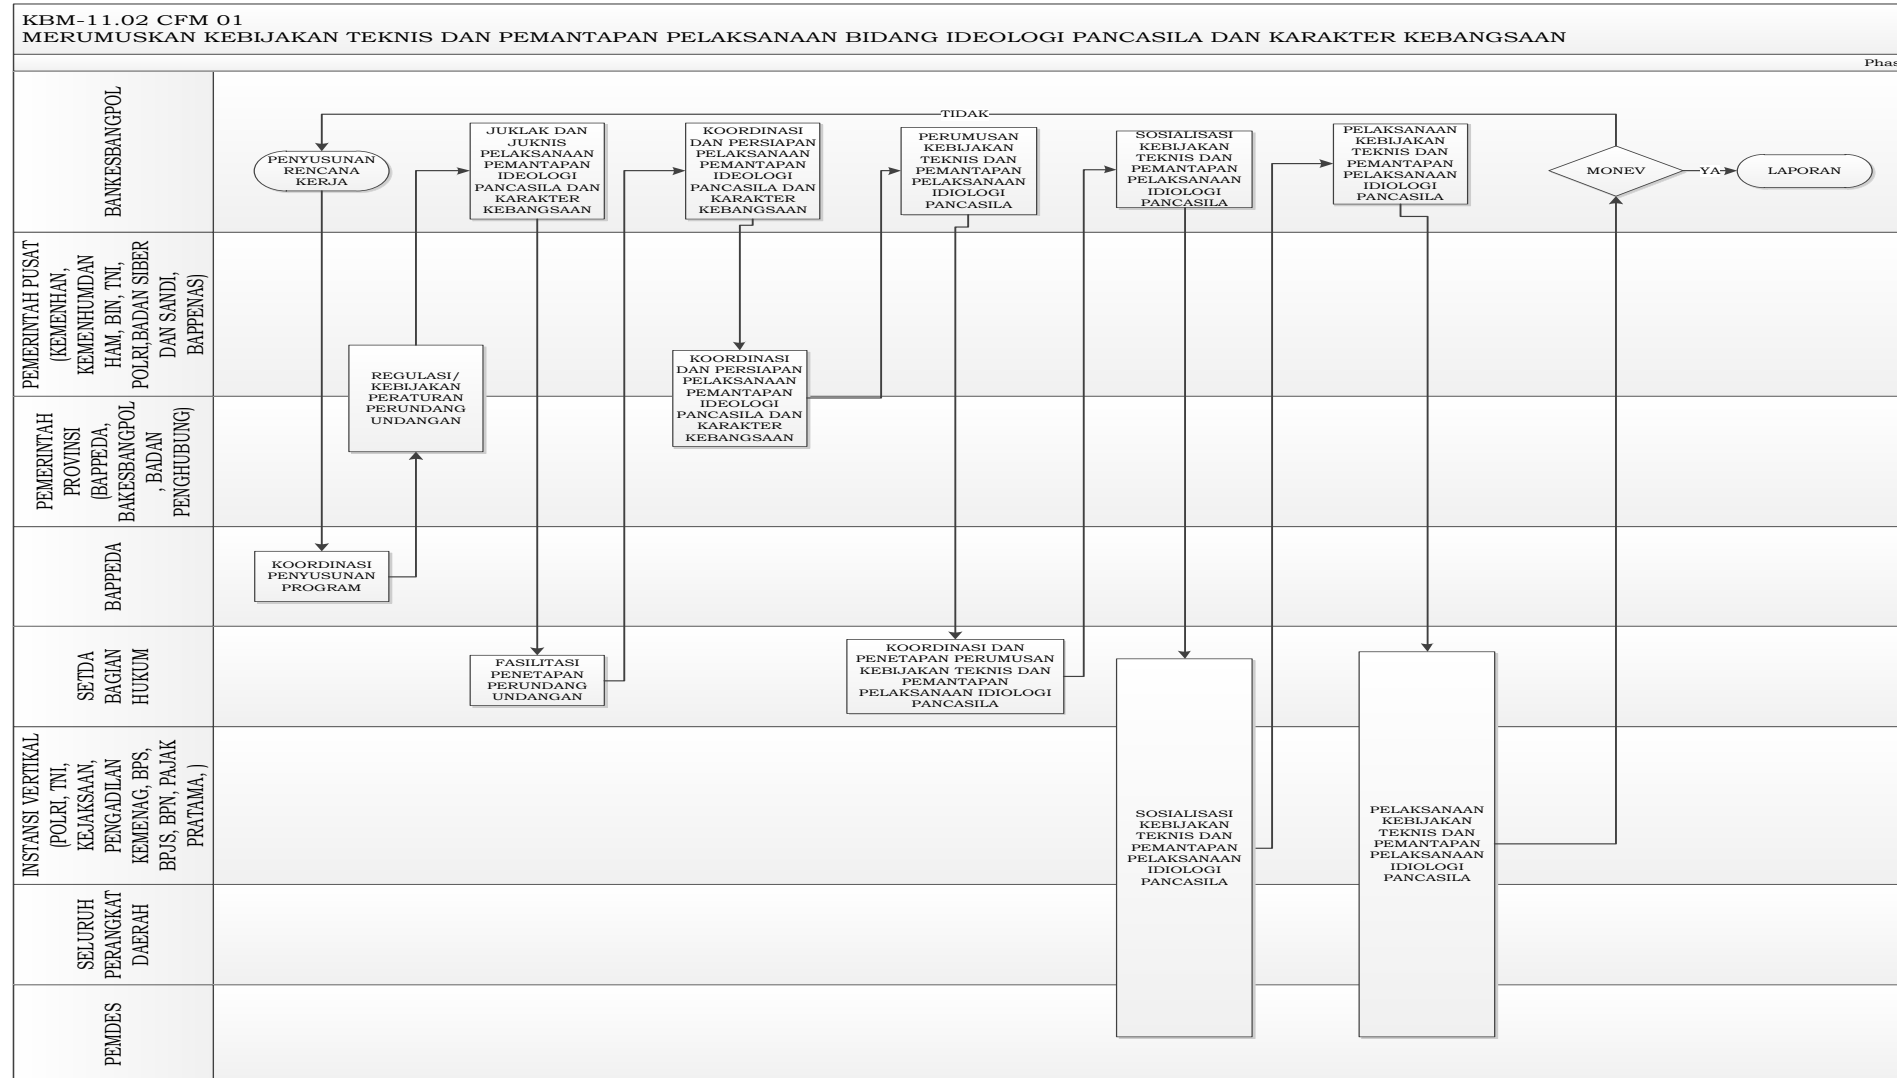 KBM-11.02 CFM 01
MERUMUSKAN KEBIJAKAN TEKNIS DAN PEMANTAPAN PELAKSANAAN BIDANG IDEOLOGI PANCASILA DAN KARAKTER KEBANGSAAN
Phas
BANKESBANGPOL
TIDAK
PENYUSUNAN
RENCANA
KERJA
JUKLAK DAN
JUKNIS
PELAKSANAAN
PEMANTAPAN
IDEOLOGI
PANCASILA DAN
KARAKTER
KEBANGSAAN
KOORDINASI
DAN PERSIAPAN
PELAKSANAAN
PEMANTAPAN
IDEOLOGI
PANCASILA DAN
KARAKTER
KEBANGSAAN
PERUMUSAN
KEBIJAKAN
TEKNIS DAN
PEMANTAPAN
PELAKSANAAN
IDIOLOGI
PANCASILA
SOSIALISASI
KEBIJAKAN
TEKNIS DAN
PEMANTAPAN
PELAKSANAAN
IDIOLOGI
PANCASILA
PELAKSANAAN
KEBIJAKAN
TEKNIS DAN
PEMANTAPAN
PELAKSANAAN
IDIOLOGI
PANCASILA
MONEV
YA
LAPORAN
PEMERINTAH PUSAT
(KEMENHAN,
KEMENHUMDAN
HAM, BIN, TNI,
POLRI,BADAN SIBER
DAN SANDI,
BAPPENAS)
REGULASI/
KEBIJAKAN
PERATURAN
PERUNDANG
UNDANGAN
KOORDINASI
DAN PERSIAPAN
PELAKSANAAN
PEMANTAPAN
IDEOLOGI
PANCASILA DAN
KARAKTER
KEBANGSAAN
PEMERINTAH
PROVINSI
(BAPPEDA,
BAKESBANGPOL
, BADAN
PENGHUBUNG)
BAPPEDA
KOORDINASI
PENYUSUNAN
PROGRAM
SETDA
BAGIAN
HUKUM
FASILITASI
PENETAPAN
PERUNDANG
UNDANGAN
KOORDINASI DAN
PENETAPAN PERUMUSAN
KEBIJAKAN TEKNIS DAN
PEMANTAPAN
PELAKSANAAN IDIOLOGI
PANCASILA
INSTANSI VERTIKAL
(POLRI, TNI,
KEJAKSAAN,
PENGADILAN
KEMENAG, BPS,
BPJS, BPN, PAJAK
PRATAMA, )
SOSIALISASI
KEBIJAKAN
TEKNIS DAN
PEMANTAPAN
PELAKSANAAN
IDIOLOGI
PANCASILA
PELAKSANAAN
KEBIJAKAN
TEKNIS DAN
PEMANTAPAN
PELAKSANAAN
IDIOLOGI
PANCASILA
SELURUH
PERANGKAT
DAERAH
PEMDES